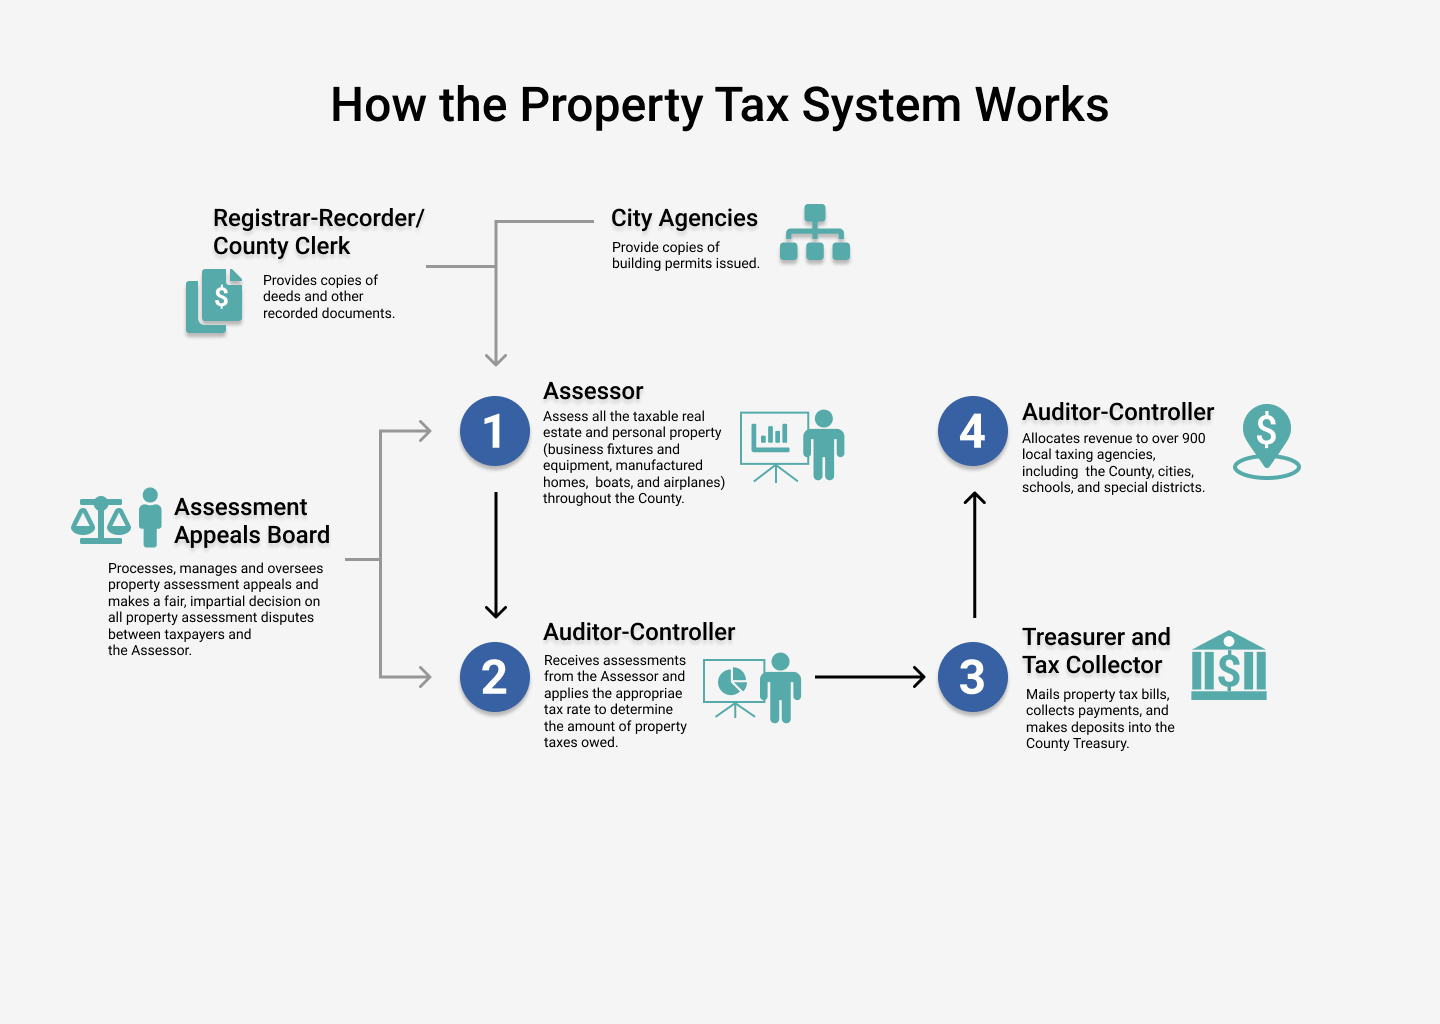 How the Property Tax System Works
Registrar-Recorder/
County Clerk
$
Provides copies of
deeds and other
recorded documents.
City Agencies
Provide copies of
building permits issued.
1
Assessor
Assess all the taxable real
estate and personal property
(business fixtures and
equipment, manufactured
homes,  boats, and airplanes)
throughout the County.
4
Auditor-Controller
Allocates revenue to over 900
local taxing agencies,
including  the County, cities,
schools, and special districts.
$
Assessment
Appeals Board
Processes, manages and oversees
property assessment appeals and
makes a fair, impartial decision on
all property assessment disputes
between taxpayers and
the Assessor.
2
Auditor-Controller
Receives assessments
from the Assessor and
applies the appropriae
tax rate to determine
the amount of property
taxes owed.
3
Treasurer and
Tax Collector
Mails property tax bills,
collects payments, and
makes deposits into the
County Treasury.
$